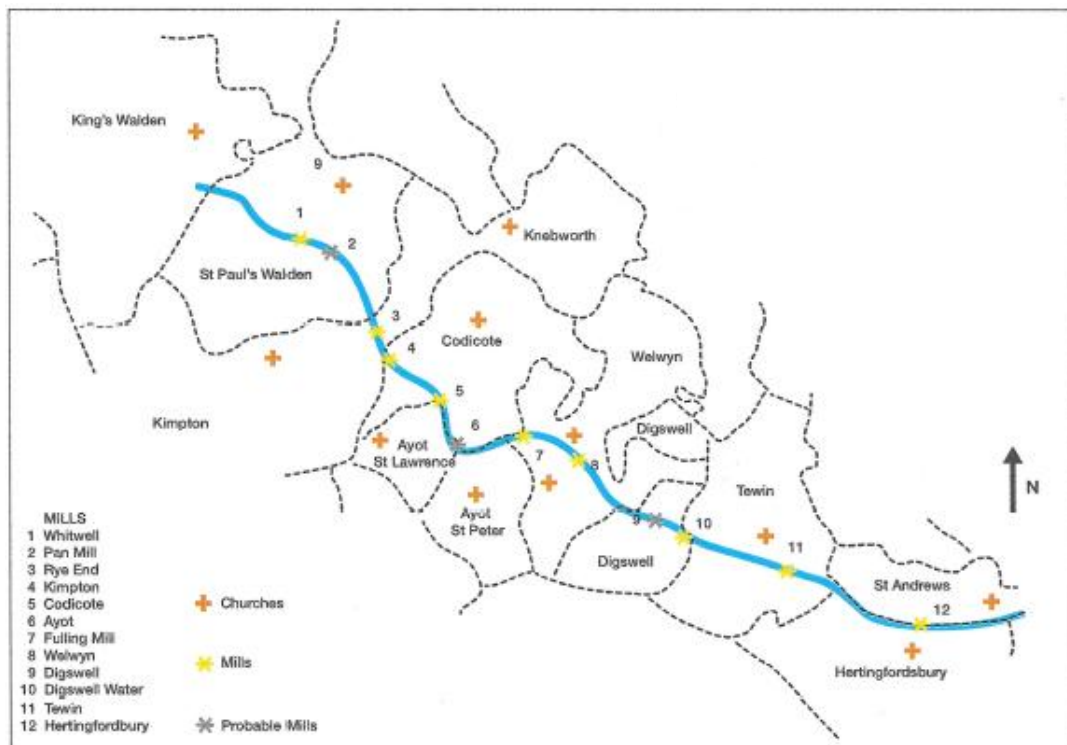 King's Walden
9
1
2
St Paul's Walden
Knebworth
3
Codicote
4
Welwyn
5
Kimpton
6
Ayot
St Lawrence
7
8
Digswell
Ayot
St Peter
Tewin
9
10
Digswell
11
St Andrews
12
Hertingfordsbury
N
MILLS
1 Whitwell
2 Pan Mill
3 Rye End
4 Kimpton
5 Codicote
6 Ayot
7 Fulling Mill
8 Welwyn
9 Digswell
10 Digswell Water
11 Tewin
12 Hertingfordbury
Churches
Mills
Probable Mills